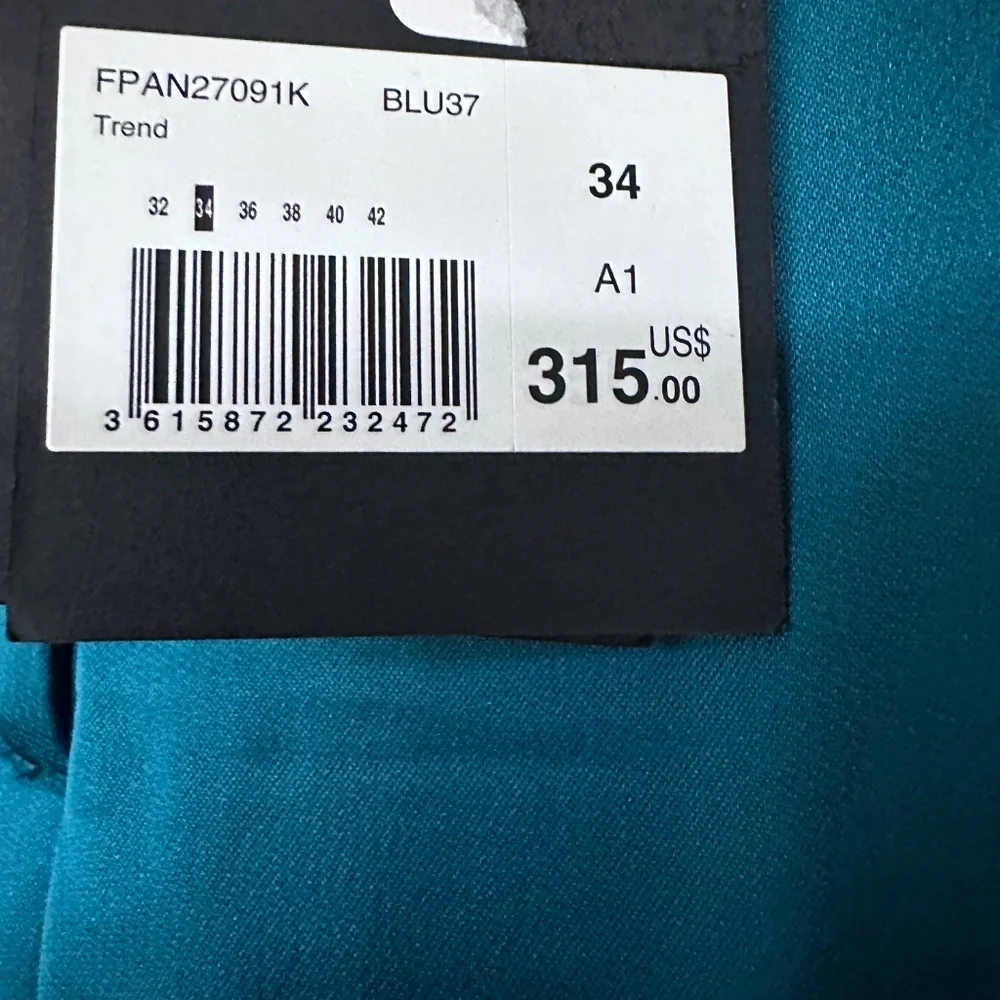 FPAN27091K BLU37
Trend
32 34 36 38 40 42
3 615872 232472
34
A1
US$
315.00